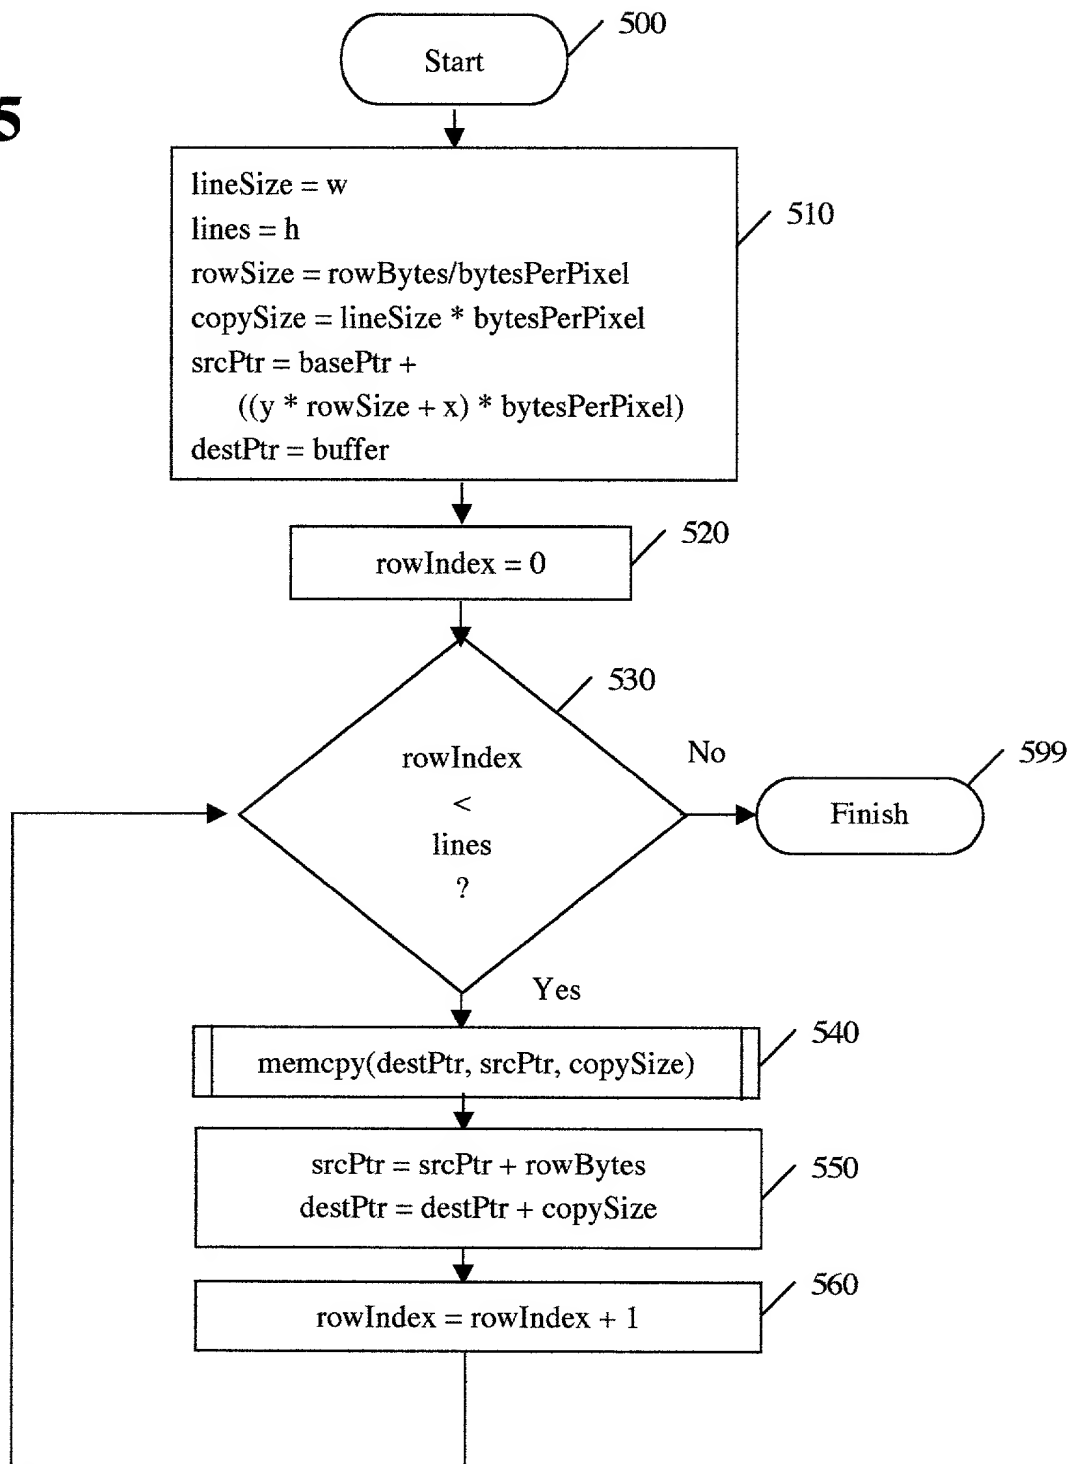 500
Start
5
lineSize = w
lines = h
rowSize = rowBytes/bytesPerPixel
copySize = lineSize * bytesPerPixel
srcPtr = basePtr +
((y * rowSize + x) * bytesPerPixel)
destPtr = buffer
510
520
rowIndex = 0
530
rowIndex
<
lines
?
No
599
Finish
Yes
540
memcpy(destPtr, srcPtr, copySize)
srcPtr = srcPtr + rowBytes
destPtr = destPtr + copySize
550
560
rowIndex = rowIndex + 1